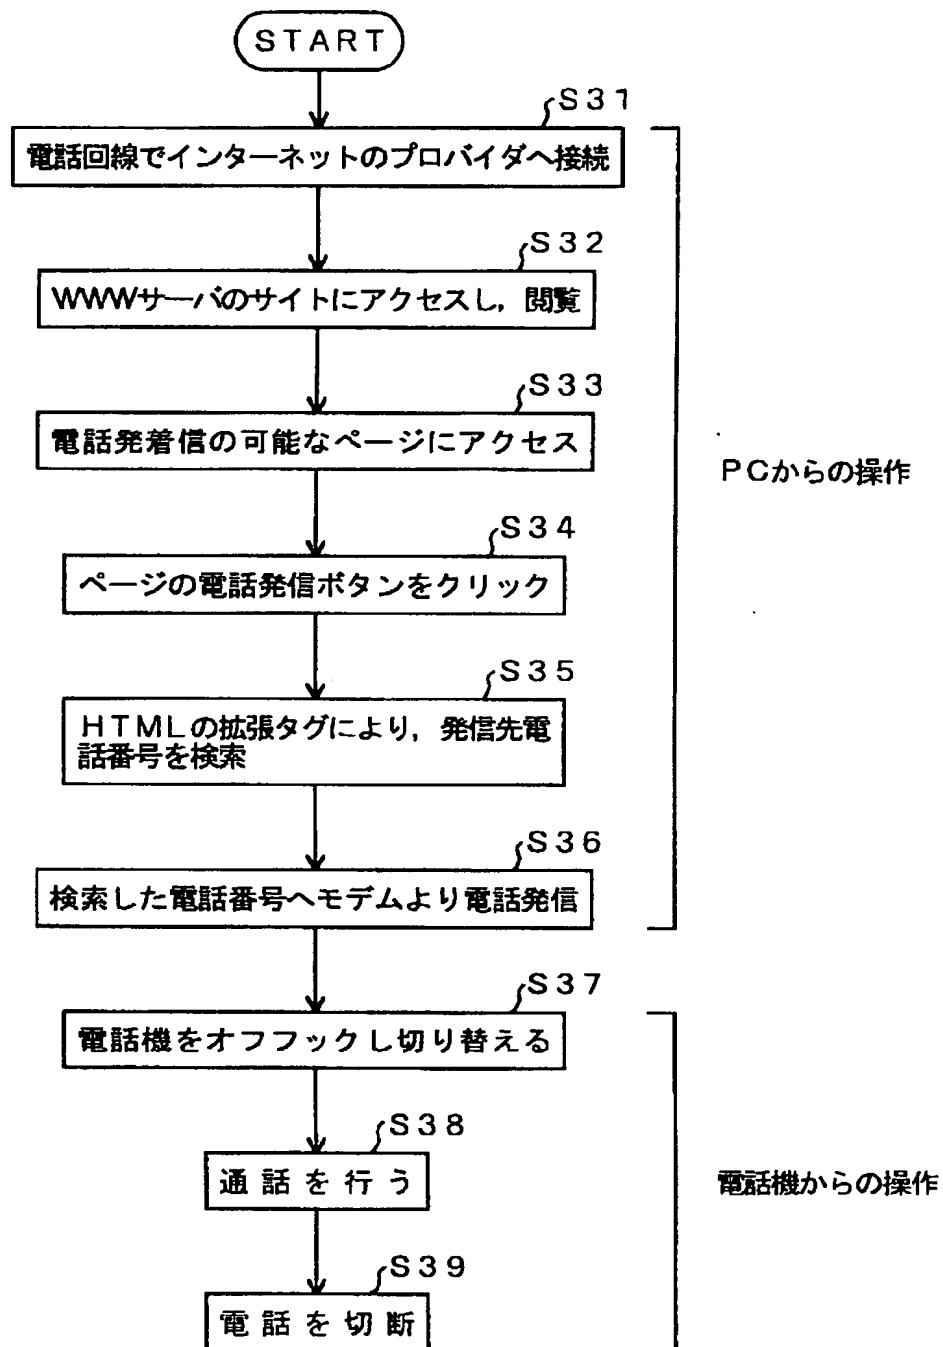 START
S31
電話回線でインターネットのプロバイダへ接続
S32
WWWサーバのサイトにアクセスし，閲覧
S33
電話発着信の可能なページにアクセス
PCからの操作
S34
ページの電話発信ボタンをクリック
S35
HTMLの拡張タグにより，発信先電
話番号を検索
S36
検索した電話番号へモデムより電話発信
S37
電話機をオフフックし切り替える
S38
通話を行う
電話機からの操作
S39
電話を切断